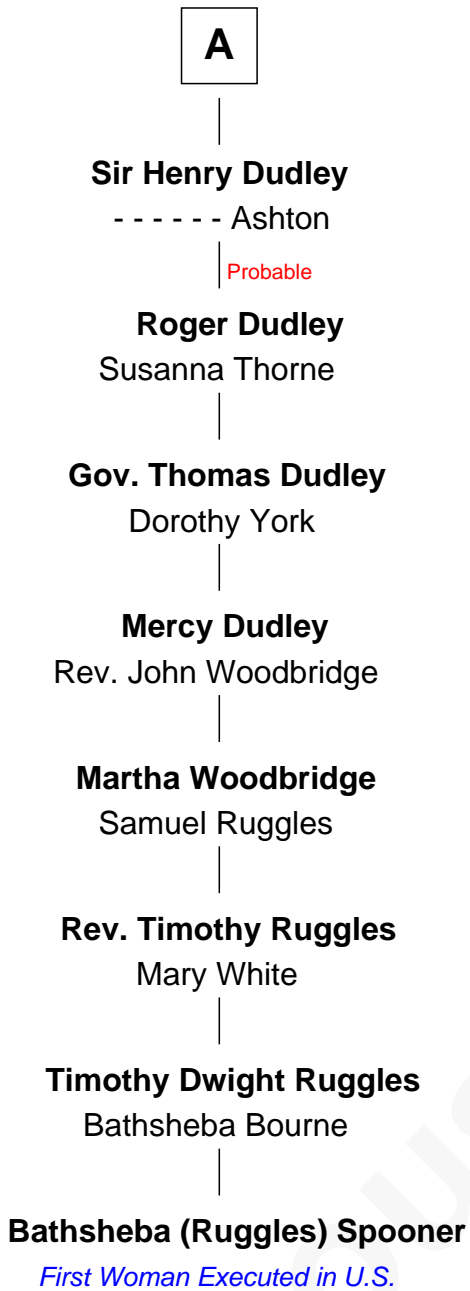 A
Sir Henry Dudley
- - - - - - Ashton
Probable
Roger Dudley
Susanna Thorne
Gov. Thomas Dudley
Dorothy York
Mercy Dudley
Rev. John Woodbridge
Martha Woodbridge
Samuel Ruggles
Rev. Timothy Ruggles
Mary White
Timothy Dwight Ruggles
Bathsheba Bourne
Bathsheba (Ruggles) Spooner
First Woman Executed in U.S.